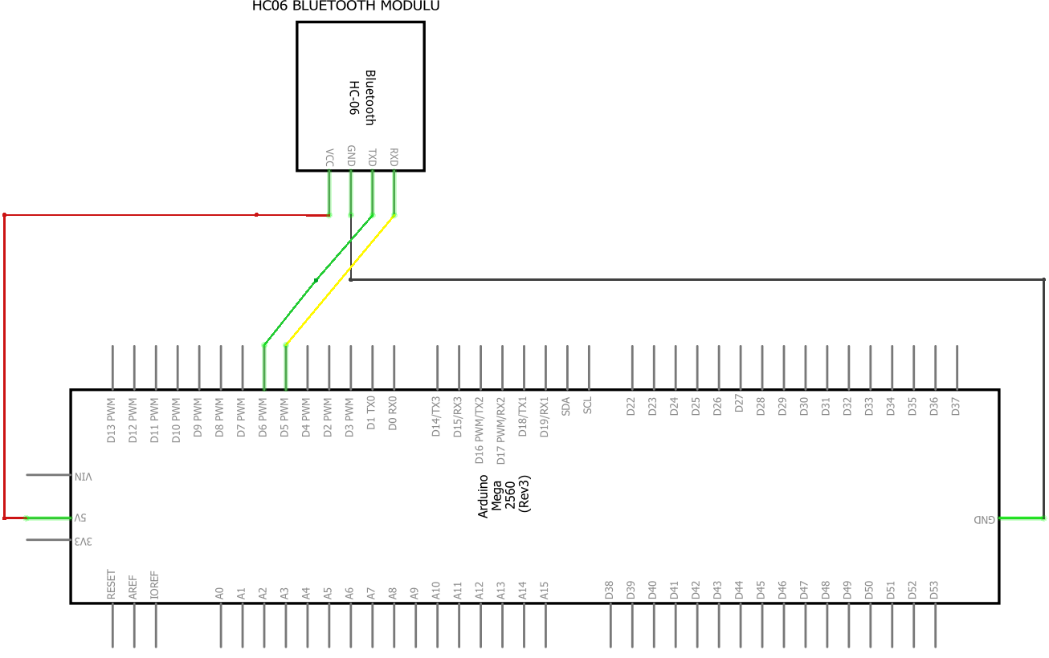 HC06 BLUETOOTH MODULU
Bluetooth
HC-06
VCC
GND
TXD
RXD
D13 PWM
D12 PWM
D11 PWM
D10 PWM
D9 PWM
D8 PWM
D7 PWM
D6 PWM
D5 PWM
D4 PWM
D2 PWM
D3 PWM
D1 TX0
D0 RX0
D14/TX3
D15/RX3
D16 PWM/TX2
D17 PWM/RX2
D18/TX1
D19/RX1
SDA
SCL
D22
D23
D24
D25
D26
D27
D28
D29
D30
D31
D32
D33
D34
D35
D36
D37
VIN
5V
3V3
Arduino
Mega
2560
(Rev3)
GND
RESET
AREF
IOREF
A0
A1
A2
A3
A4
A5
A6
A7
A8
A9
A10
A11
A12
A13
A14
A15
D38
D39
D40
D41
D42
D43
D44
D45
D46
D47
D48
D49
D50
D51
D52
D53